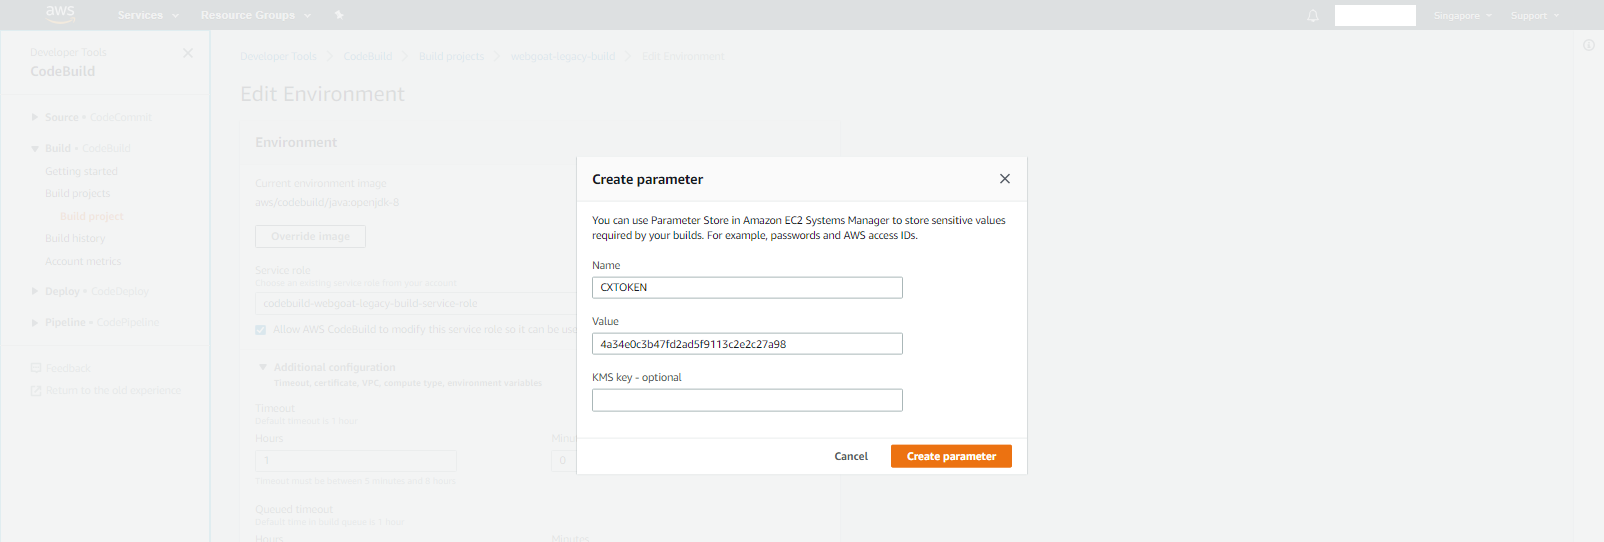 aws
Services
Resource Groups
Singapore
Support
Developer Tools
CodeBuild
Source • CodeCommit
Build • CodeBuild
Getting started
Build projects
Build project
Build history
Account metrics
Deploy • CodeDeploy
Pipeline • CodePipeline
Feedback
Return to the old experience
Developer Tools
CodeBuild
Build projects
webgoat-legacy-build
Edit Environment
Edit Environment
Environment
Current environment image
aws/codebuild/java:openjdk-8
Override image
Service role
Choose an existing service role from your account
codebuild-webgoat-legacy-build-service-role
Allow AWS CodeBuild to modify this service role so it can be use
Additional configuration
Timeout, certificate, VPC, compute type, environment variables
Timeout
Default timeout is 1 hour
Hours
Minu
1
0
Timeout must be between 5 minutes and 8 hours
Queued timeout
Default time in build queue is 1 hour
Hours
Minutes
Create parameter
You can use Parameter Store in Amazon EC2 Systems Manager to store sensitive values
required by your builds. For example, passwords and AWS access IDs.
Name
CXTOKEN
Value
4a34e0c3b47fd2ad5f9113c2e2c27a98
KMS key - optional
Cancel
Create parameter